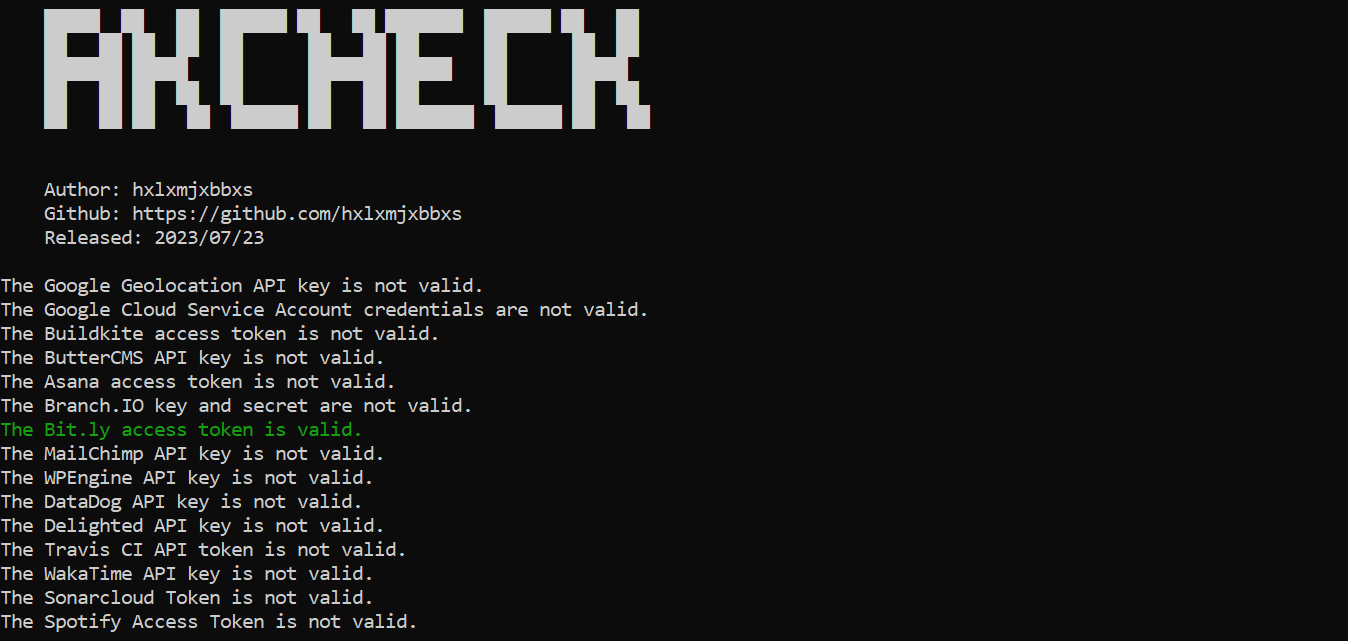 AKCHECK
Author: hxlxmjxbbxs
Github: https://github.com/hxlxmjxbbxs
Released: 2023/07/23
The Google Geolocation API key is not valid.
The Google Cloud Service Account credentials are not valid.
The Buildkite access token is not valid.
The ButterCMS API key is not valid.
The Asana access token is not valid.
The Branch.IO key and secret are not valid.
The Bit.ly access token is valid.
The MailChimp API key is not valid.
The WPEngine API key is not valid.
The DataDog API key is not valid.
The Delighted API key is not valid.
The Travis CI API token is not valid.
The WakaTime API key is not valid.
The Sonarcloud Token is not valid.
The Spotify Access Token is not valid.